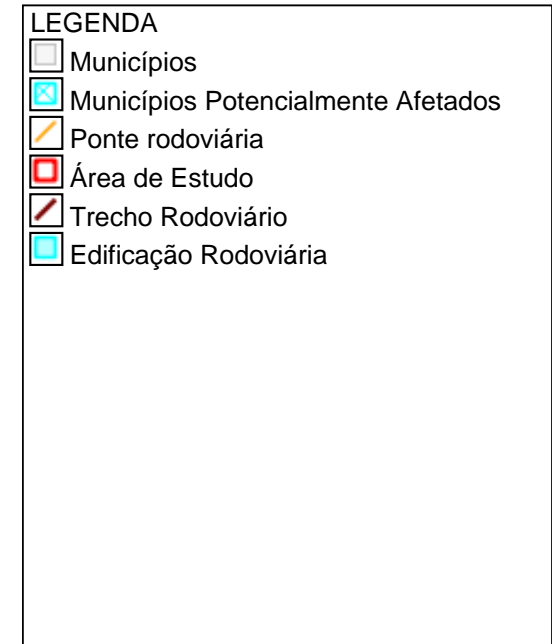 LEGENDA
Municípios
Municípios Potencialmente Afetados
Ponte rodoviária
Área de Estudo
Trecho Rodoviário
Edificação Rodoviária